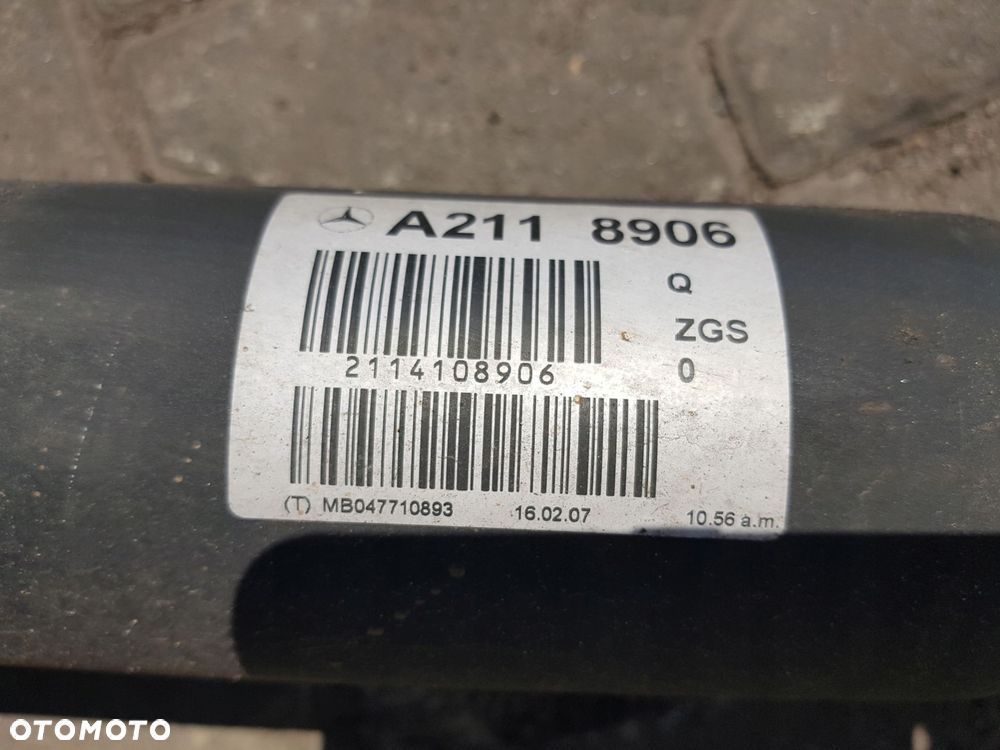 A211 8906
Q
ZGS
2114108906 0
(T) MB047710893 16.02.07 10.56 a.m.
OTOMOTO